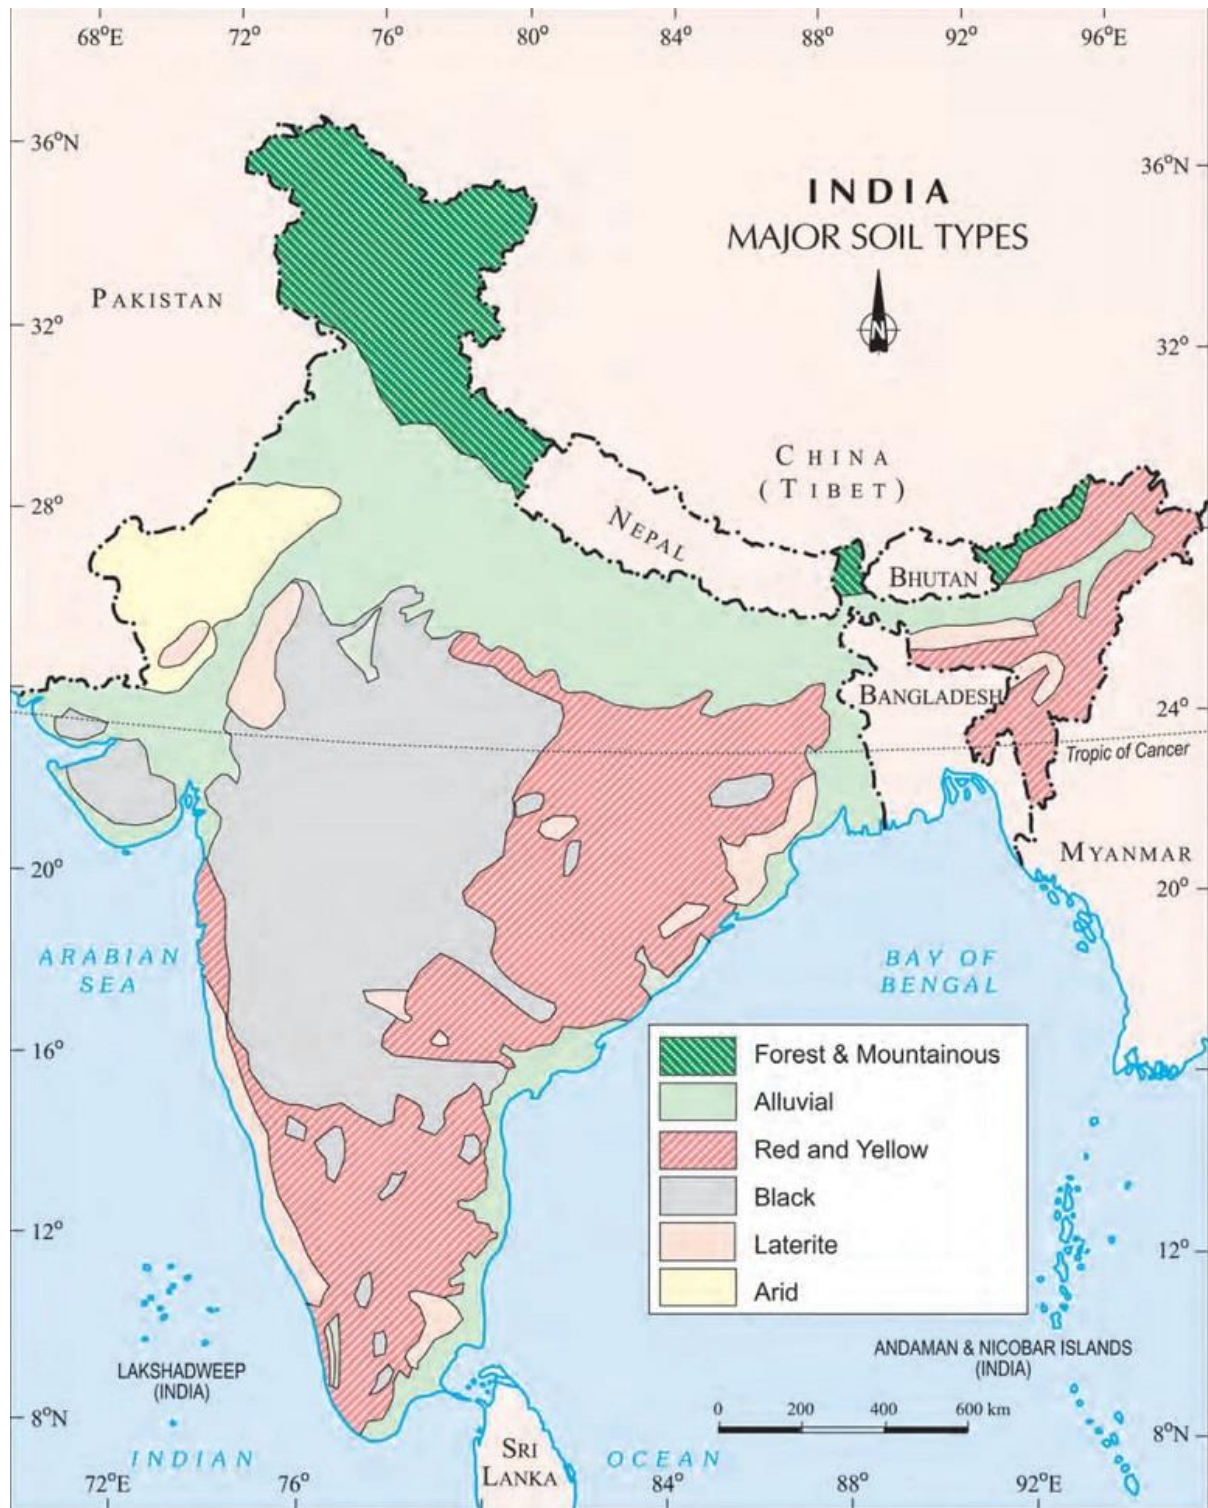 68°E 72° 76° 80° 84° 88° 92° 96°E
36°N
36°N
INDIA
MAJOR SOIL TYPES
N
PAKISTAN
32°
32°
CHINA
(TIBET)
28°
NEPAL
BHUTAN
BANGLADESH
24°
Tropic of Cancer
MYANMAR
20°
20°
ARABIAN
SEA
BAY OF
BENGAL
16°
Forest & Mountainous
Alluvial
Red and Yellow
Black
Laterite
Arid
12°
12°
LAKSHADWEEP
(INDIA)
ANDAMAN & NICOBAR ISLANDS
(INDIA)
0 200 400 600 km
8°N
8°N
SRI
LANKA
INDIAN OCEAN
72°E 76° 84° 88° 92°E